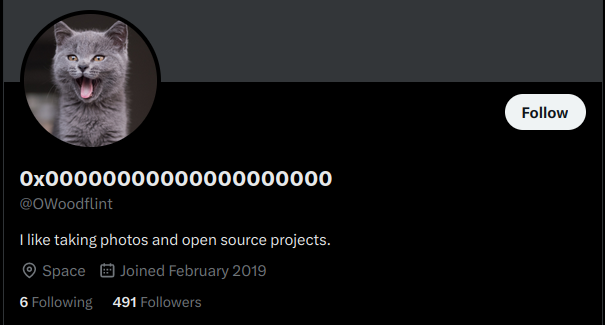 Follow
0x00000000000000000000
@OWoodflint
I like taking photos and open source projects.
Space Joined February 2019
6 Following 491 Followers